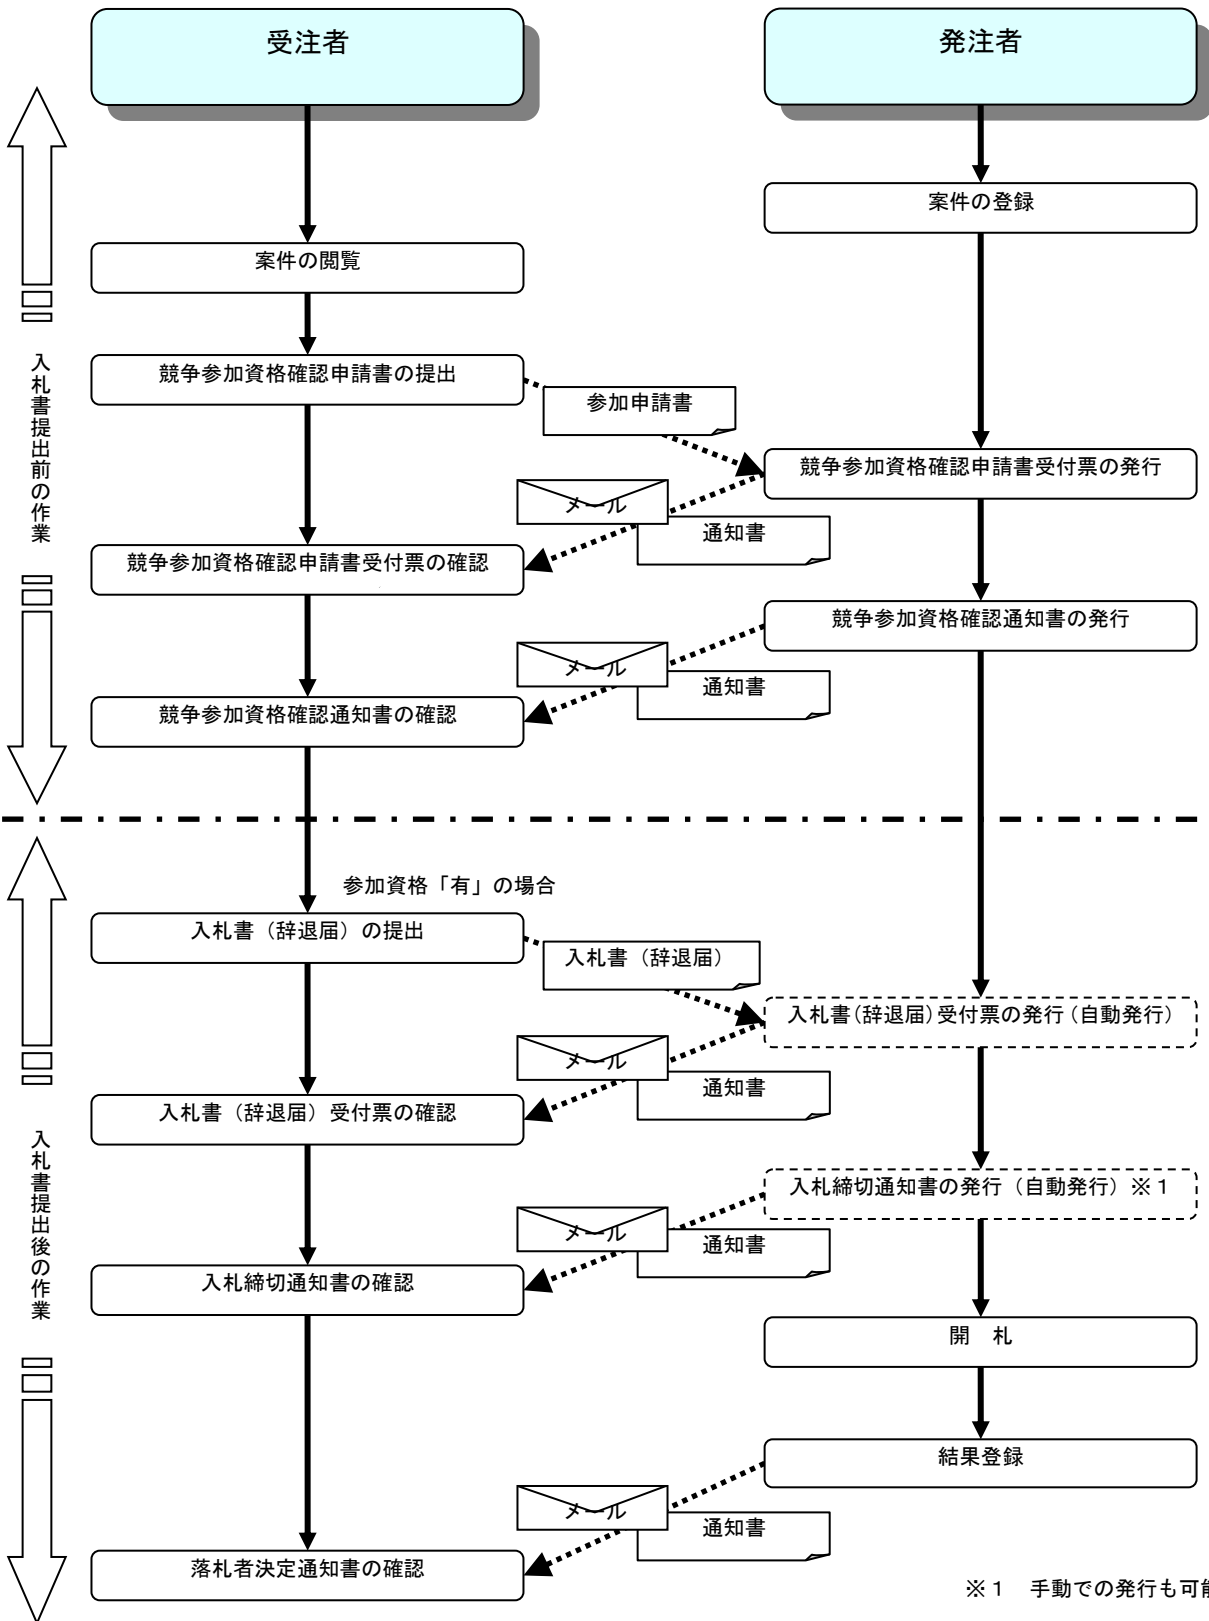 受注者
発注者
案件の登録
案件の閲覧
入札書提出前の作業
競争参加資格確認申請書の提出
参加申請書
競争参加資格確認申請書受付票の発行
メール
通知書
競争参加資格確認申請書受付票の確認
競争参加資格確認通知書の発行
メール
通知書
競争参加資格確認通知書の確認
参加資格「有」の場合
入札書（辞退届）の提出
入札書（辞退届）
入札書（辞退届）受付票の発行（自動発行）
メール
通知書
入札書（辞退届）受付票の確認
入札書提出後の作業
入札締切通知書の発行（自動発行）※１
メール
通知書
入札締切通知書の確認
開　札
結果登録
メール
通知書
落札者決定通知書の確認
※１　手動での発行も可能